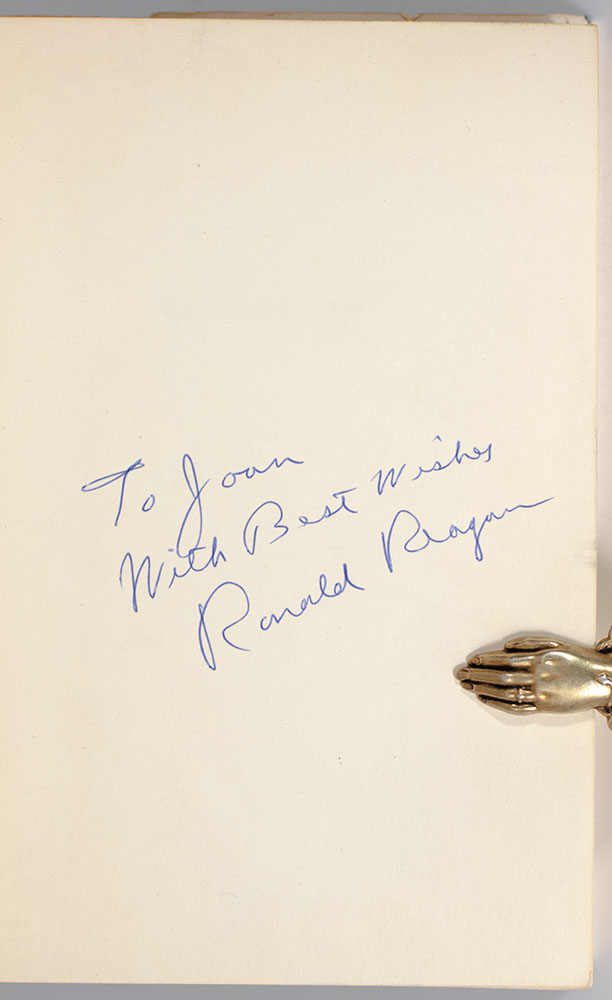 To Joan
With Best Wishes
Ronald Reagan